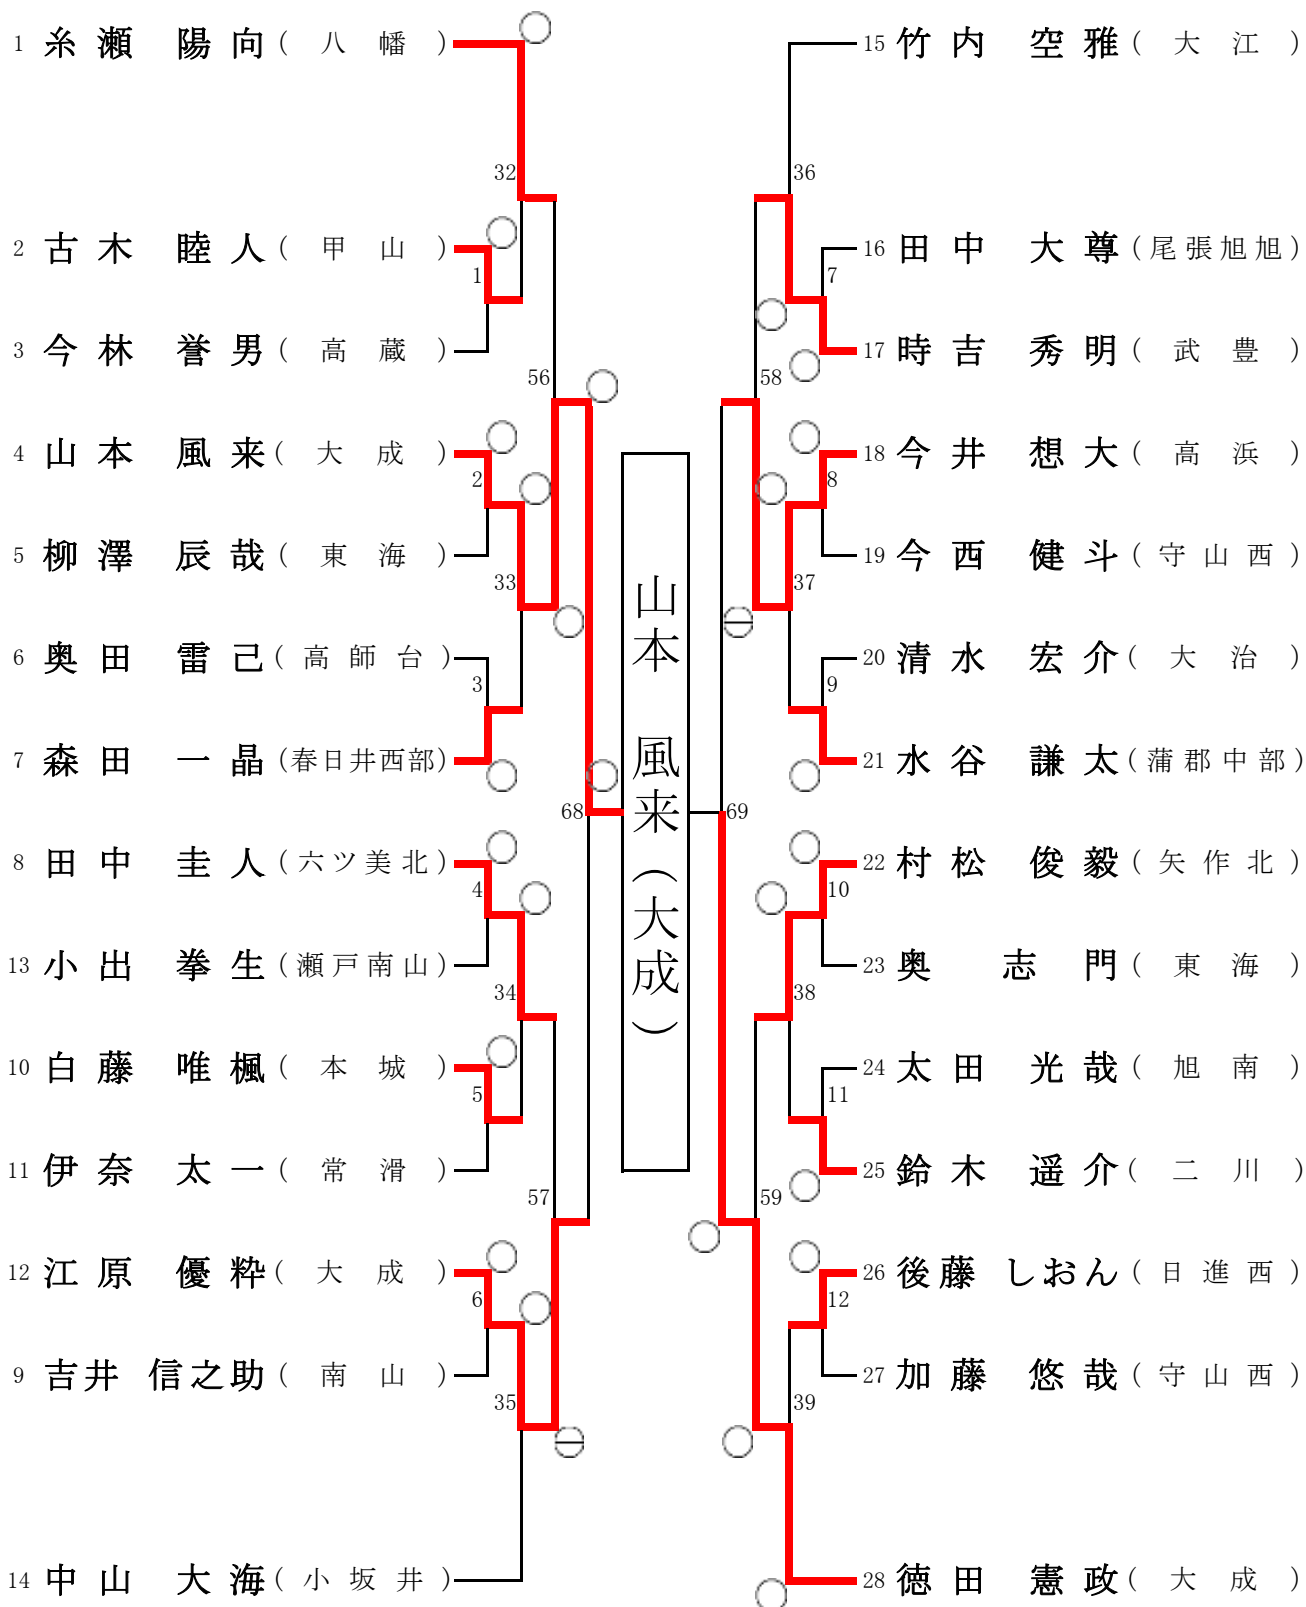 1 糸瀬 陽向 (八幡)
32
2 古木 睦人 (甲山)
1
3 今林 誉男 (高蔵)
56
4 山本 風来 (大成)
2
5 柳澤 辰哉 (東海)
33
6 奥田 雷己 (高師台)
3
7 森田 一晶 (春日井西部)
68
8 田中 圭人 (六ツ美北)
4
13 小出 拳生 (瀬戸南山)
34
10 白藤 唯楓 (本城)
5
11 伊奈 太一 (常滑)
57
12 江原 優粋 (大成)
6
9 吉井 信之助 (南山)
35
14 中山 大海 (小坂井)
山本 風来(大成)
15 竹内 空雅 (大江)
36
16 田中 大尊 (尾張旭旭)
7
17 時吉 秀明 (武豊)
58
18 今井 想大 (高浜)
8
19 今西 健斗 (守山西)
37
20 清水 宏介 (大治)
9
21 水谷 謙太 (蒲郡中部)
69
22 村松 俊毅 (矢作北)
10
23 奥 志門 (東海)
38
24 太田 光哉 (旭南)
11
25 鈴木 遥介 (二川)
59
26 後藤 しおん (日進西)
12
27 加藤 悠哉 (守山西)
39
28 徳田 憲政 (大成)